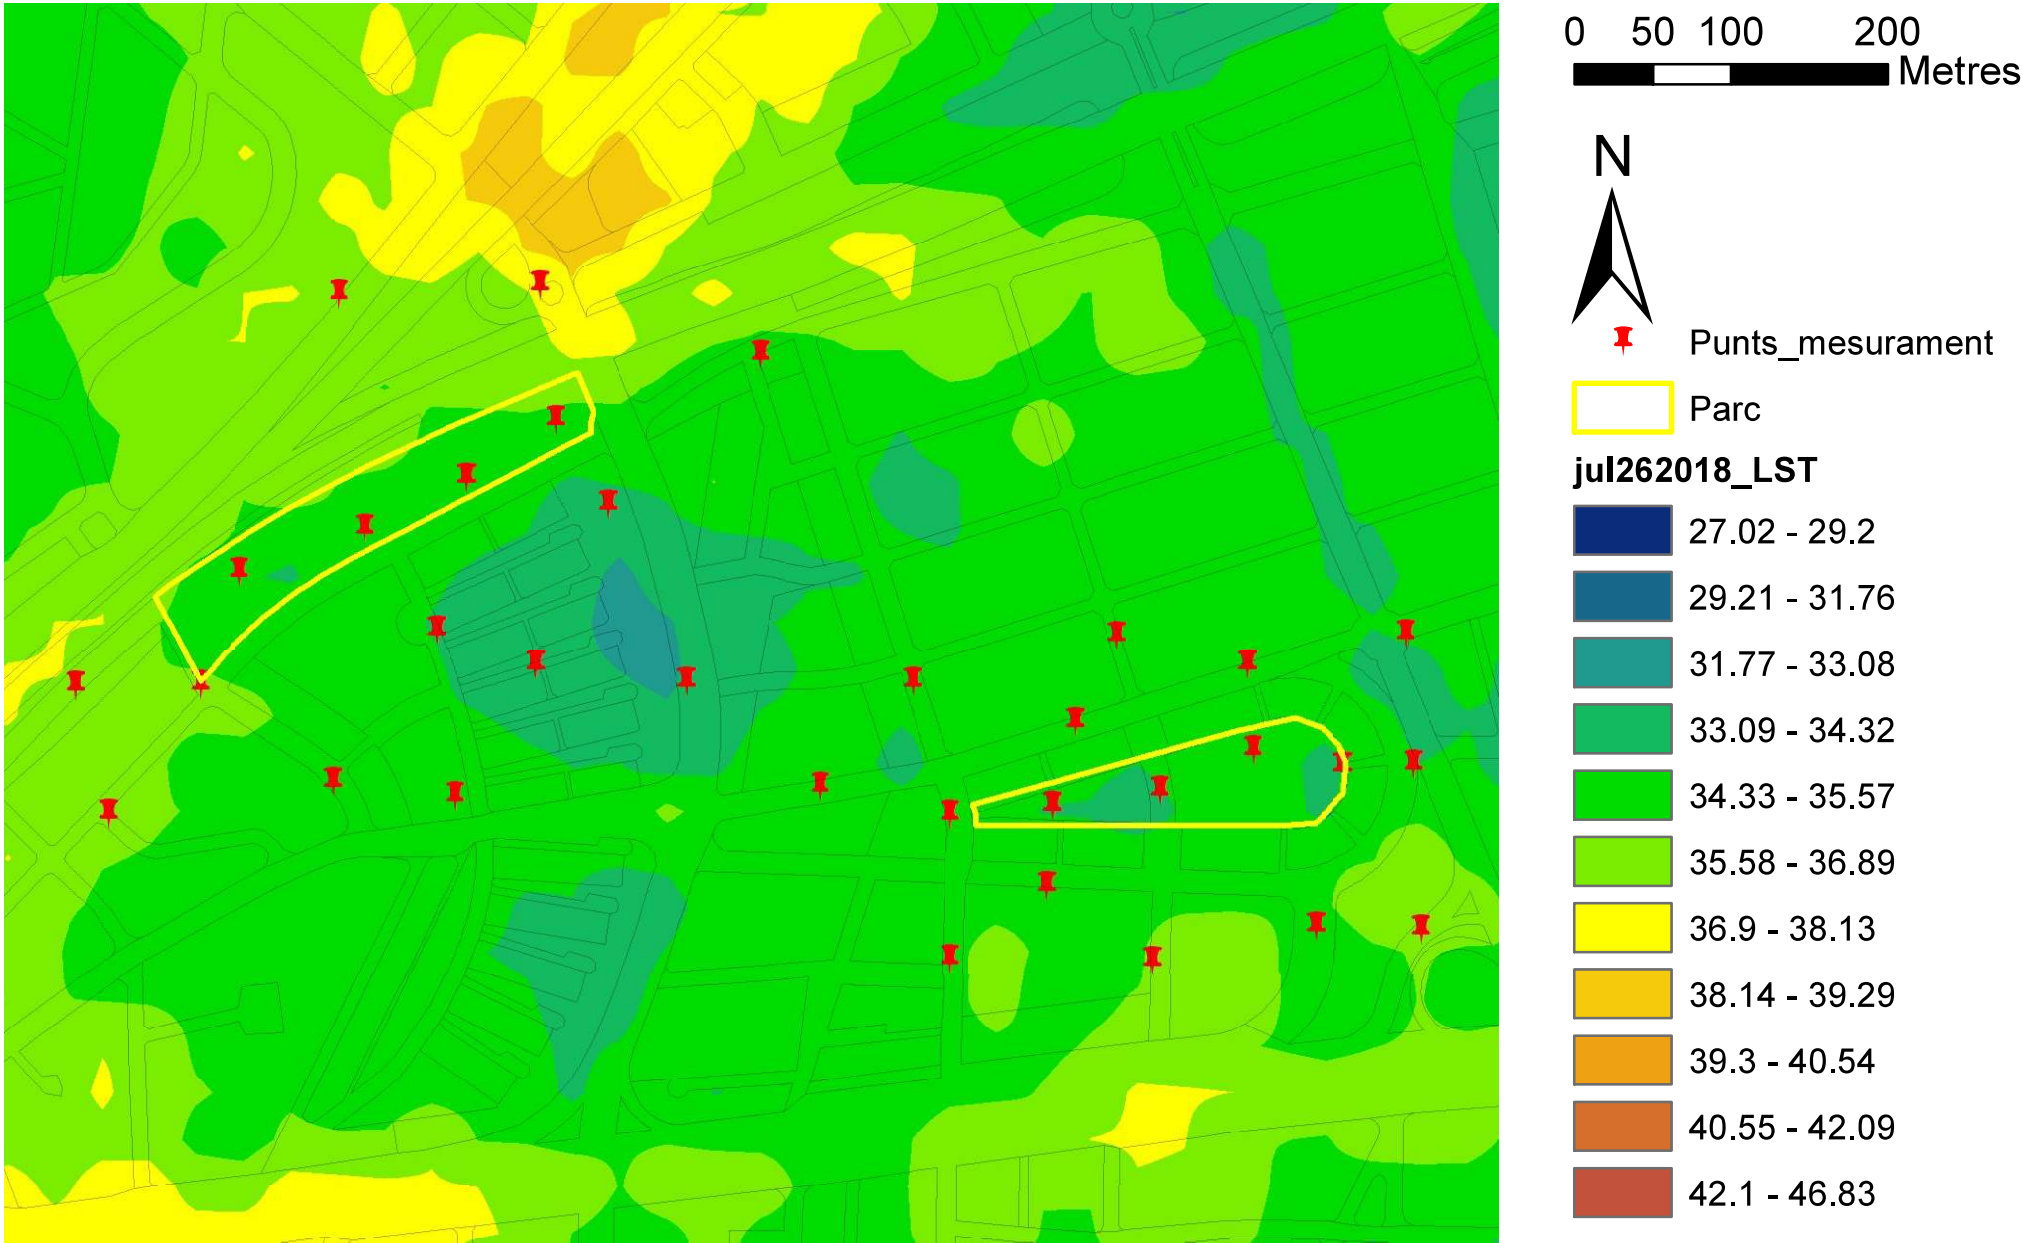 0 50 100 200
Metres
N
Punts_mesurament
Parc
jul262018_LST
27.02 - 29.2
29.21 - 31.76
31.77 - 33.08
33.09 - 34.32
34.33 - 35.57
35.58 - 36.89
36.9 - 38.13
38.14 - 39.29
39.3 - 40.54
40.55 - 42.09
42.1 - 46.83